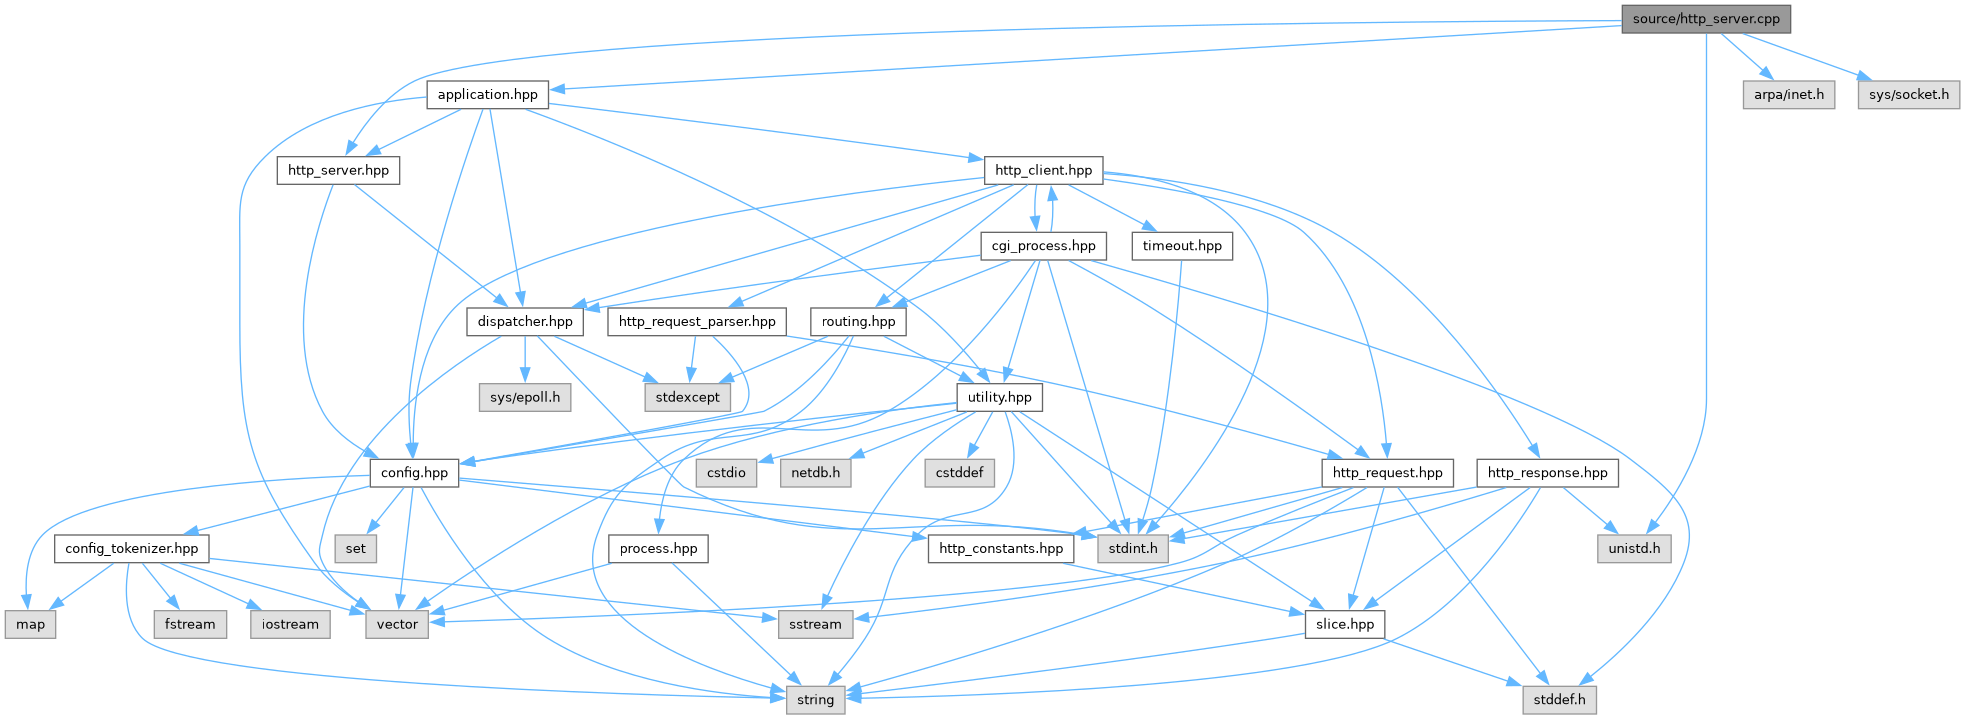 source/http_server.cpp
application.hpp
arpa/inet.h
sys/socket.h
http_server.hpp
http_client.hpp
cgi_process.hpp
timeout.hpp
dispatcher.hpp
http_request_parser.hpp
routing.hpp
sys/epoll.h
stdexcept
utility.hpp
config.hpp
cstdio
netdb.h
cstddef
http_request.hpp
http_response.hpp
config_tokenizer.hpp
set
process.hpp
http_constants.hpp
stdint.h
unistd.h
map
fstream
iostream
vector
sstream
slice.hpp
string
stddef.h